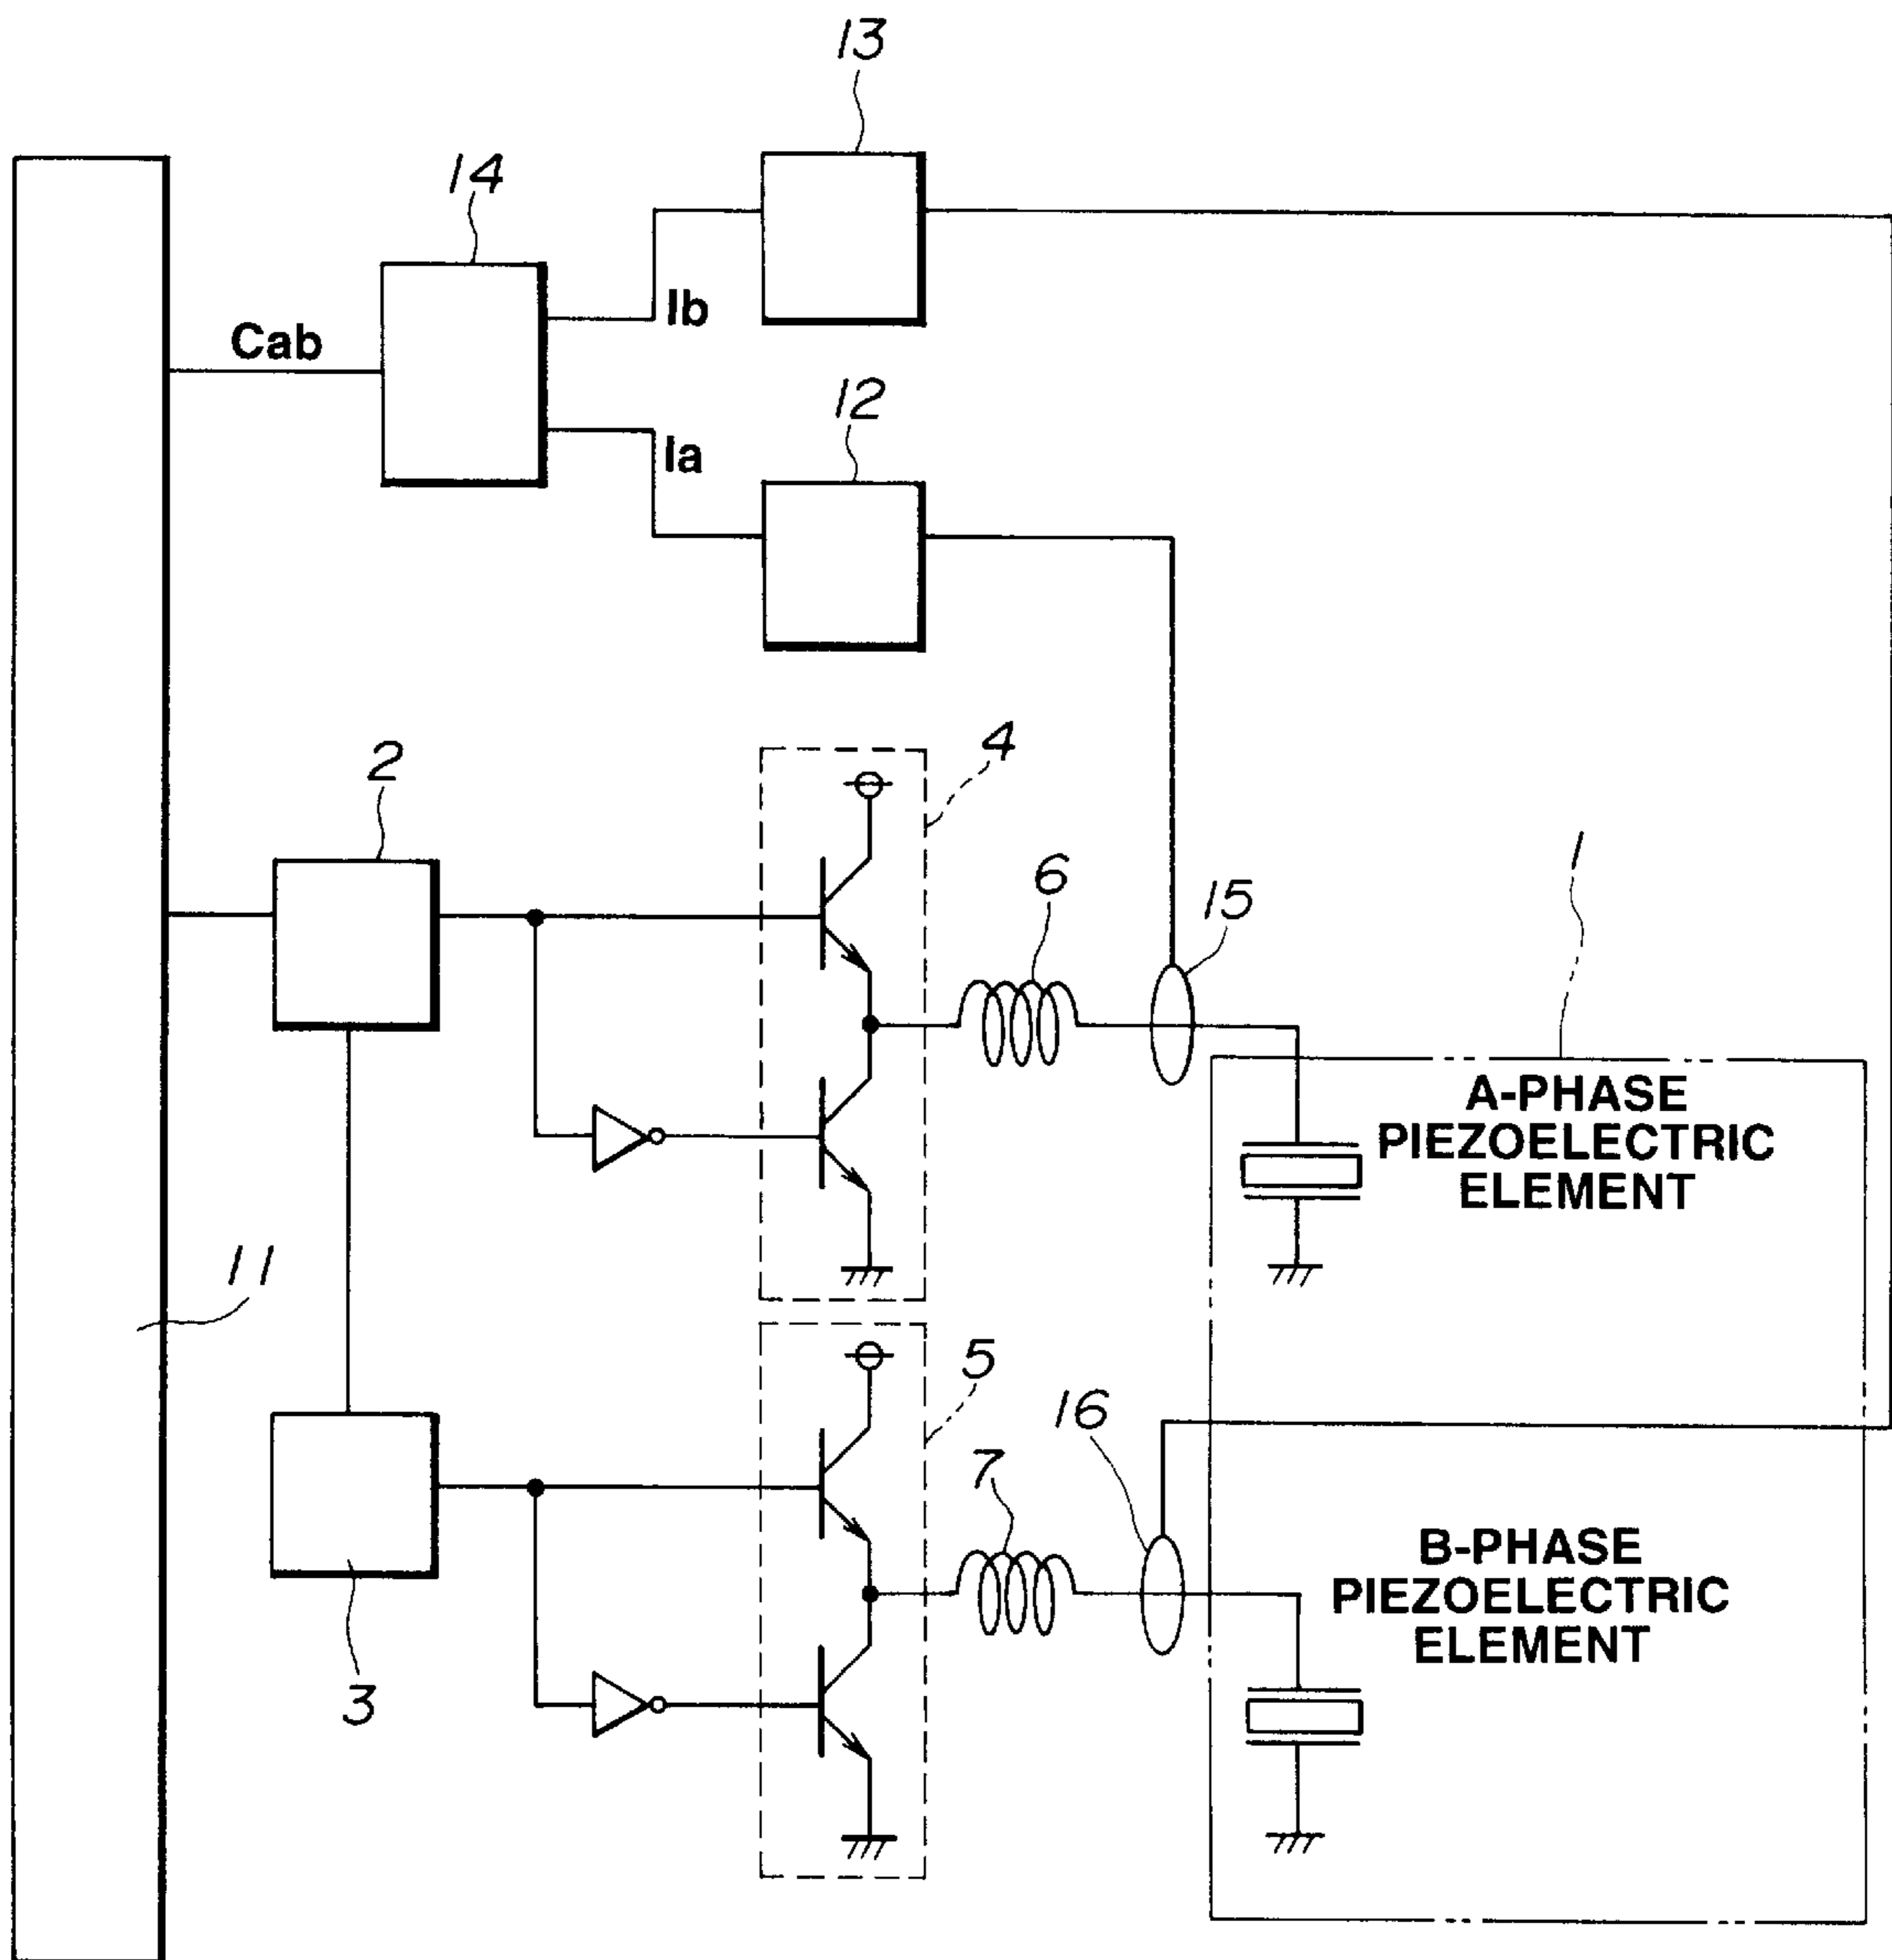 13
14
Ib
Cab
12
Ia
4
2
6
15
1
A-PHASE
PIEZOELECTRIC
ELEMENT
11
5
16
7
B-PHASE
PIEZOELECTRIC
ELEMENT
3